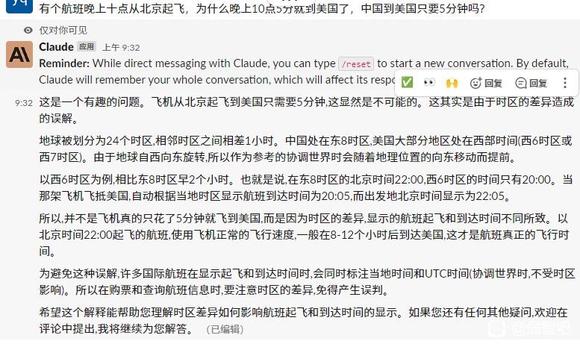 有个航班晚上十点从北京起飞，为什么晚上10点5分就到美国了，中国到美国只要5分钟吗?
仅对你可见
Claude 应用 上午 9:32
Reminder: While direct messaging with Claude, you can type /reset to start a new conversation. By default,
Claude will remember your whole conversation, which will affect its resp
回复 回复
9:32 这是一个有趣的问题。飞机从北京起飞到美国只需要5分钟,这显然是不可能的。这其实是由于时区的差异造成
的误解。
地球被划分为24个时区,相邻时区之间相差1小时。中国处在东8时区,美国大部分地区处在西部时间(西6时区或
西7时区)。由于地球自西向东旋转,所以作为参考的协调世界时会随着地理位置的向东移动而提前。
以西6时区为例,相比东8时区早2个小时。也就是说,在东8时区的北京时间22:00,西6时区的时间只有20:00。当
那架飞机飞抵美国,自动根据当地时区显示航班到达时间为20:05,而出发地北京时间显示为22:05。
所以,并不是飞机真的只花了5分钟就飞到美国,而是因为时区的差异,显示的航班起飞和到达时间不同所致。以
北京时间22:00起飞的航班,使用飞机正常的飞行速度,一般在8-12个小时后到达美国,这才是航班真正的飞行时
间。
为避免这种误解,许多国际航班在显示起飞和到达时间时,会同时标注当地时间和UTC时间(协调世界时,不受时区
影响)。所以在购票和查询航班信息时,要注意时区的差异,免得产生误判。
希望这个解释能帮助您理解时区差异如何影响航班起飞和到达时间的显示。如果您还有任何其他疑问,欢迎在
评论中提出,我将继续为您解答。 (已编辑)